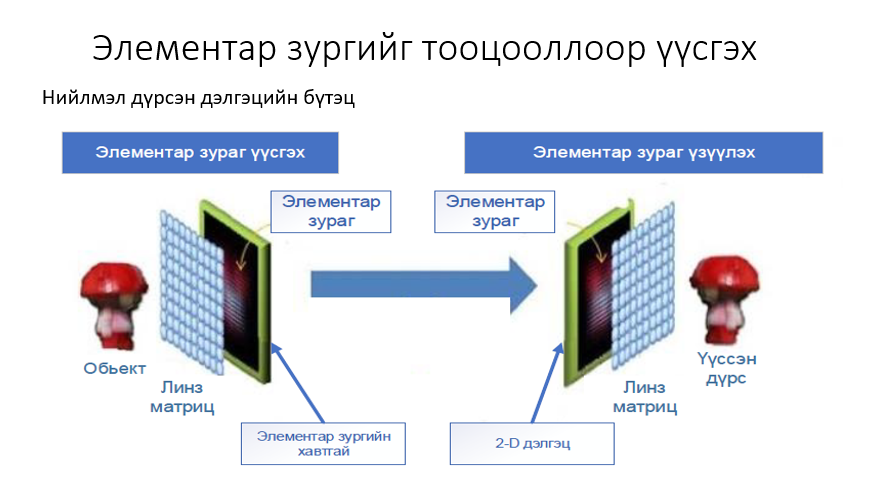 Элементар зургийг тооцооллоор үүсгэх
Нийлмэл дүрсэн дэлгэцийн бүтэц
Элементар зураг үүсгэх
Элементар зураг үзүүлэх
Элементар
зураг
Элементар
зураг
Обьект
Линз
матриц
Линз
матриц
Үүссэн
дүрс
Элементар зургийн
хавтгай
2-D дэлгэц